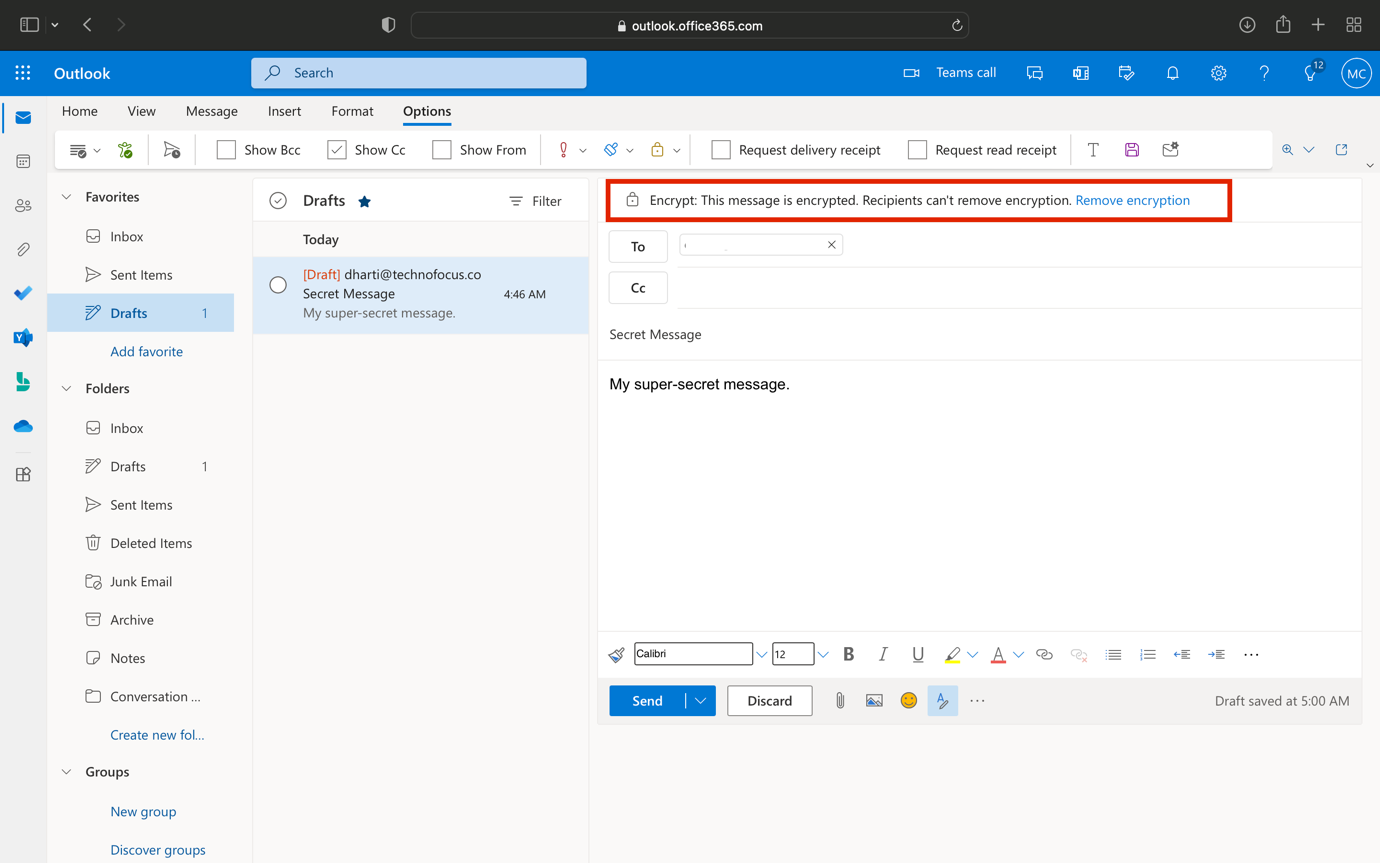 outlook.office365.com
Outlook
Search
Teams call
12
MC
Home View Message Insert Format Options
Show Bcc Show Cc Show From Request delivery receipt Request read receipt
Favorites
Inbox
Sent Items
Drafts 1
Add favorite
Folders
Inbox
Drafts 1
Sent Items
Deleted Items
Junk Email
Archive
Notes
Conversation ...
Create new fol...
Groups
New group
Discover groups
Drafts Filter
Today
[Draft] dharti@technofocus.co
Secret Message 4:46 AM
My super-secret message.
Encrypt: This message is encrypted. Recipients can't remove encryption. Remove encryption
To
Cc
Secret Message
My super-secret message.
Calibri 12 B I U A
Send Discard Draft saved at 5:00 AM